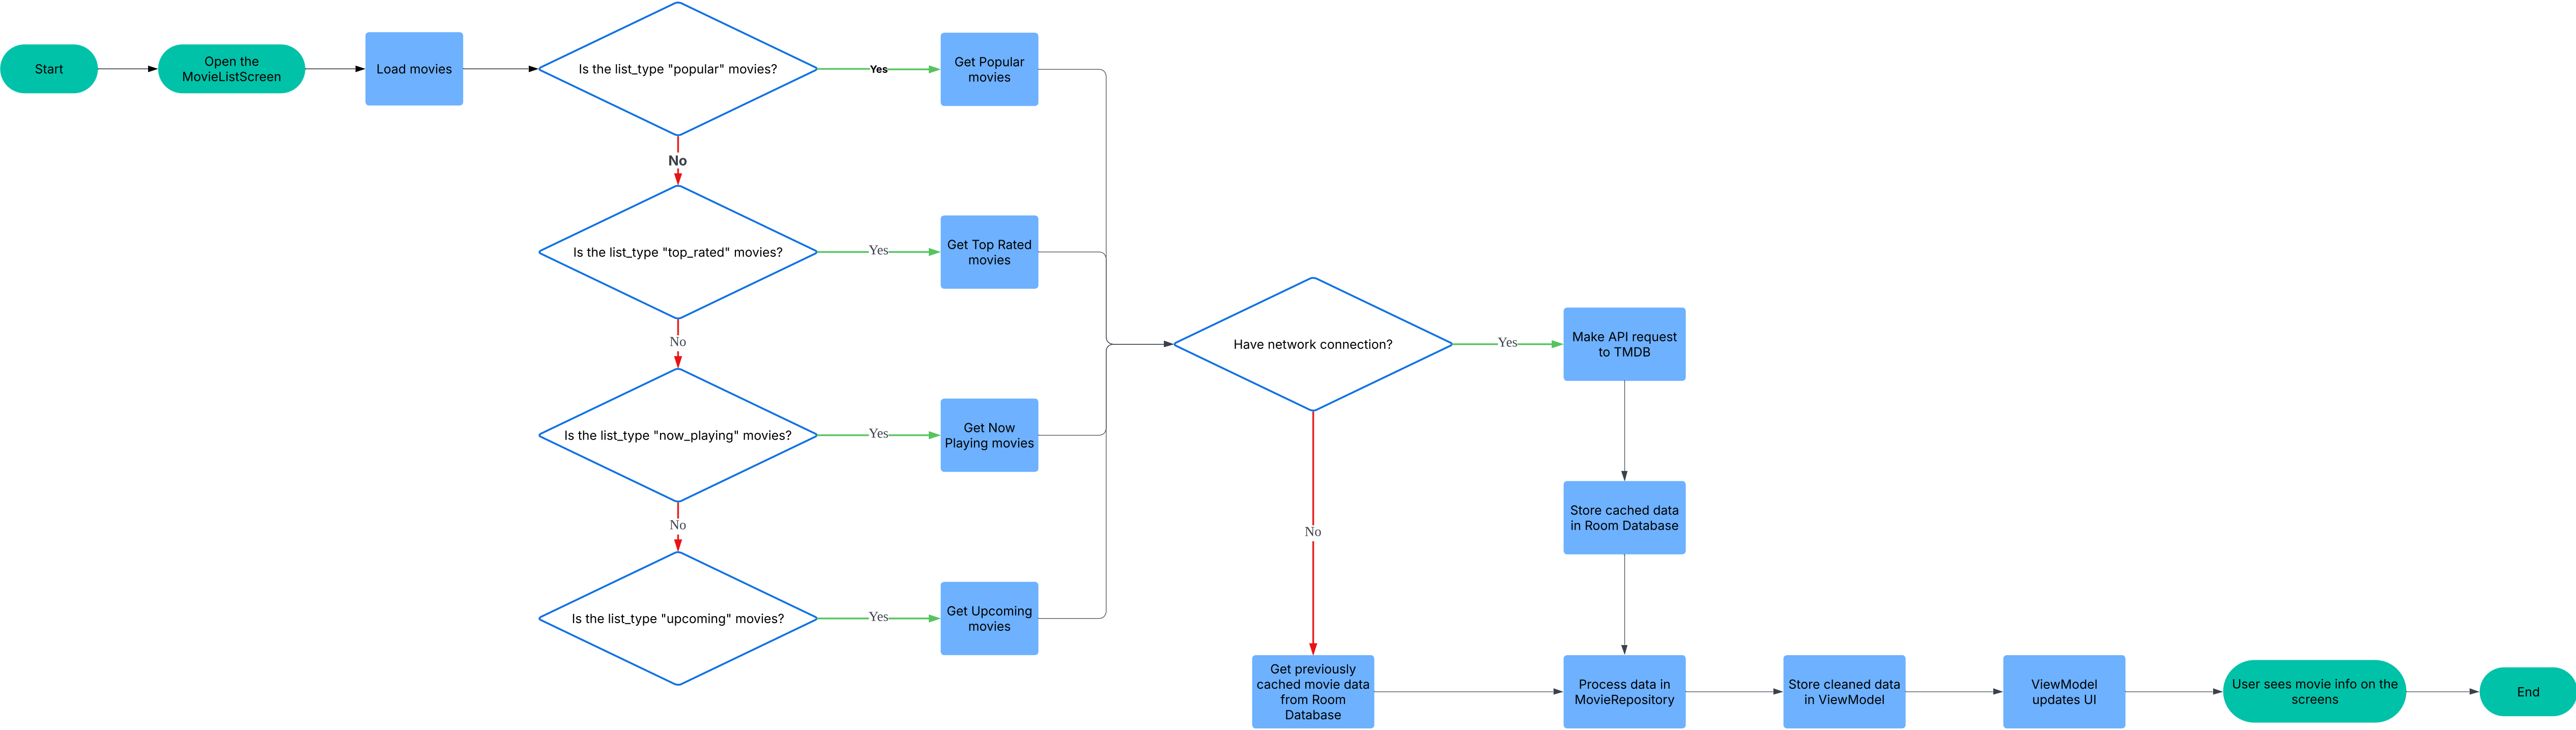 Start
Open the
MovieListScreen
Load movies
Is the list_type "popular" movies?
Yes
Get Popular
movies
No
Is the list_type "top_rated" movies?
Yes
Get Top Rated
movies
No
Is the list_type "now_playing" movies?
Yes
Get Now
Playing movies
No
Is the list_type "upcoming" movies?
Yes
Get Upcoming
movies
Have network connection?
Yes
Make API request
to TMDB
Store cached data
in Room Database
No
Get previously
cached movie data
from Room
Database
Process data in
MovieRepository
Store cleaned data
in ViewModel
ViewModel
updates UI
User sees movie info on the
screens
End